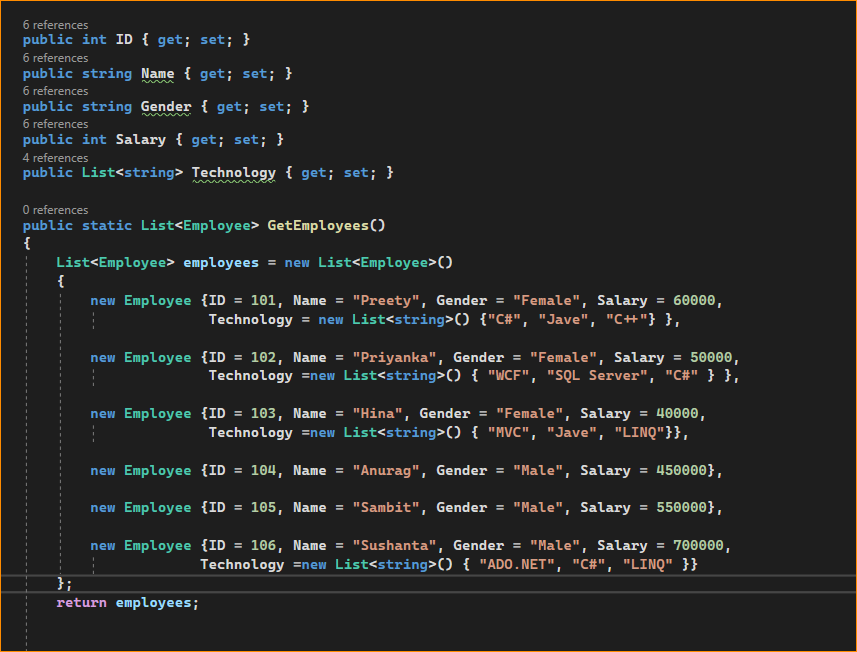 6 references
public int ID { get; set; }
6 references
public string Name { get; set; }
6 references
public string Gender { get; set; }
6 references
public int Salary { get; set; }
4 references
public List<string> Technology { get; set; }
0 references
public static List<Employee> GetEmployees()
{
List<Employee> employees = new List<Employee>()
{
new Employee {ID = 101, Name = "Preety", Gender = "Female", Salary = 60000,
Technology = new List<string>() {"C#", "Jave", "C++"} },
new Employee {ID = 102, Name = "Priyanka", Gender = "Female", Salary = 50000,
Technology =new List<string>() { "WCF", "SQL Server", "C#" } },
new Employee {ID = 103, Name = "Hina", Gender = "Female", Salary = 40000,
Technology =new List<string>() { "MVC", "Jave", "LINQ"}},
new Employee {ID = 104, Name = "Anurag", Gender = "Male", Salary = 450000},
new Employee {ID = 105, Name = "Sambit", Gender = "Male", Salary = 550000},
new Employee {ID = 106, Name = "Sushanta", Gender = "Male", Salary = 700000,
Technology =new List<string>() { "ADO.NET", "C#", "LINQ" }}
};
return employees;